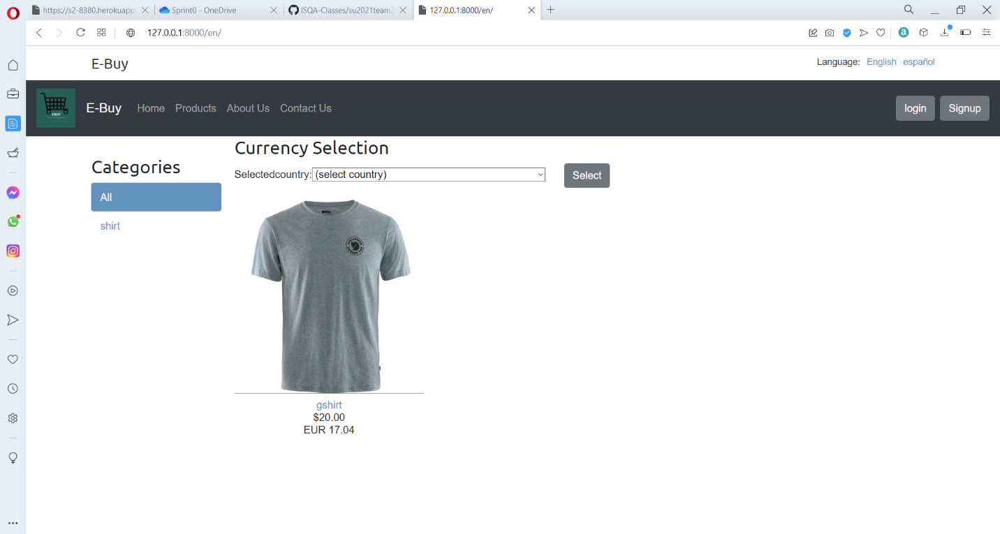 https://s2-8380.herokuapp
Sprint0 - OneDrive
ISQA-Classes/su2021team2
127.0.0.1:8000/en/
127.0.0.1:8000/en/
E-Buy
Language: English español
EBUY
E-Buy Home Products About Us Contact Us login Signup
Currency Selection
Categories
Selectedcountry: (select country) Select
All
shirt
gshirt
$20.00
EUR 17.04